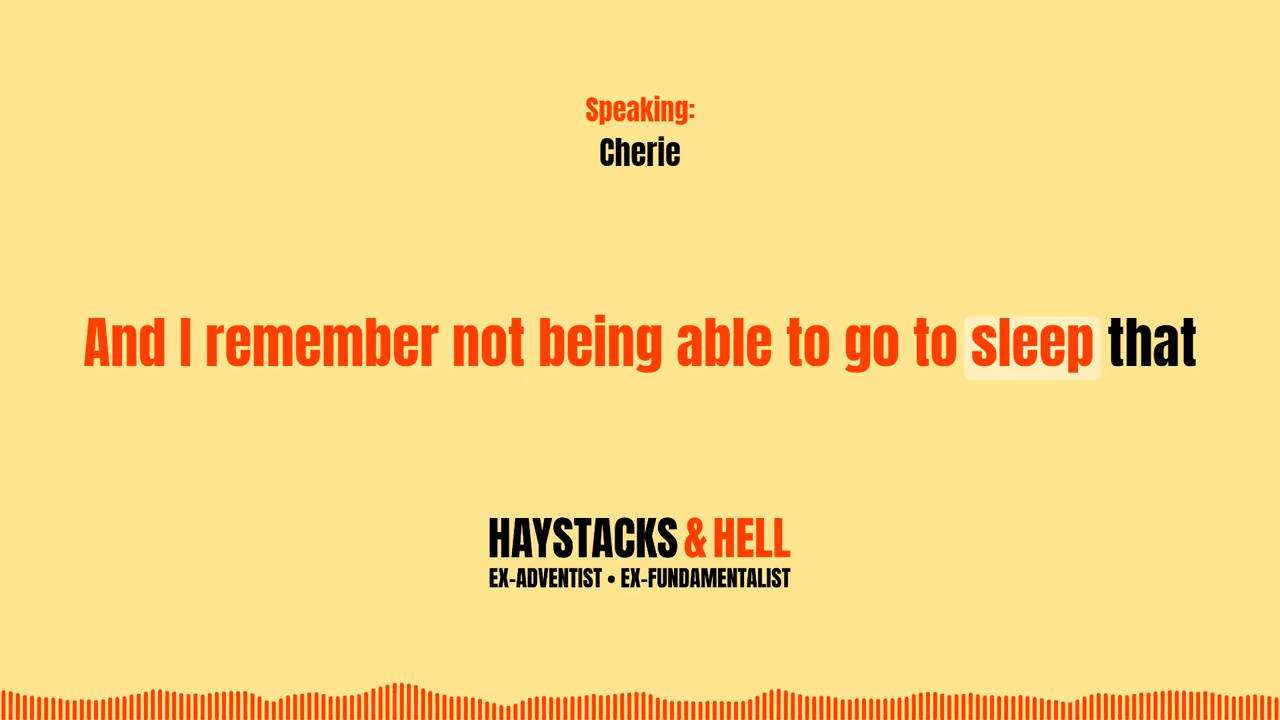 Speaking:
Cherie
And I remember not being able to go to sleep that
HAYSTACKS & HELL
EX-ADVENTIST • EX-FUNDAMENTALIST